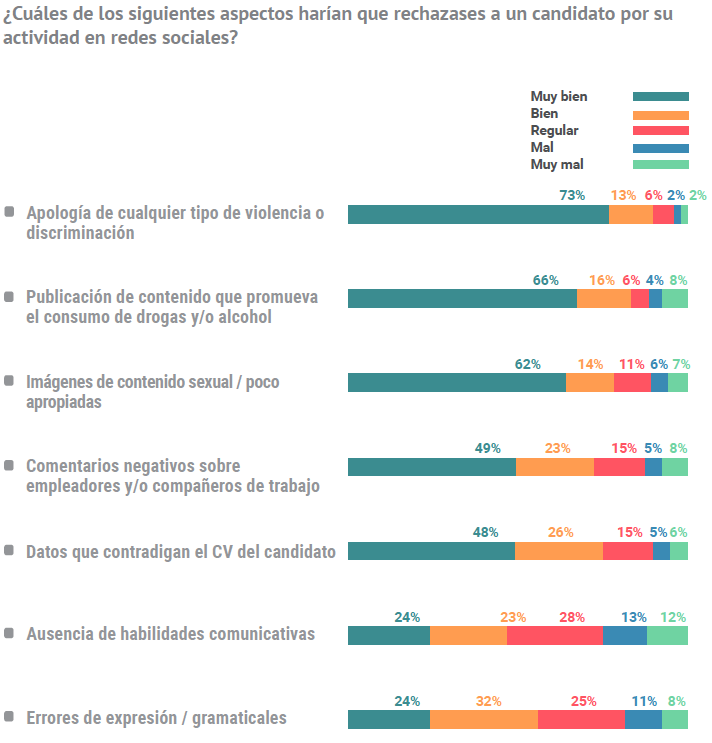 ¿Cuáles de los siguientes aspectos harían que rechazases a un candidato por su
actividad en redes sociales?
Muy bien
Bien
Regular
Mal
Muy mal
73% 13% 6% 2% 2%
Apología de cualquier tipo de violencia o
discriminación
66% 16% 6% 4% 8%
Publicación de contenido que promueva
el consumo de drogas y/o alcohol
62% 14% 11% 6% 7%
Imágenes de contenido sexual / poco
apropiadas
49% 23% 15% 5% 8%
Comentarios negativos sobre
empleadores y/o compañeros de trabajo
48% 26% 15% 5% 6%
Datos que contradigan el CV del candidato
24% 23% 28% 13% 12%
Ausencia de habilidades comunicativas
24% 32% 25% 11% 8%
Errores de expresión / gramaticales